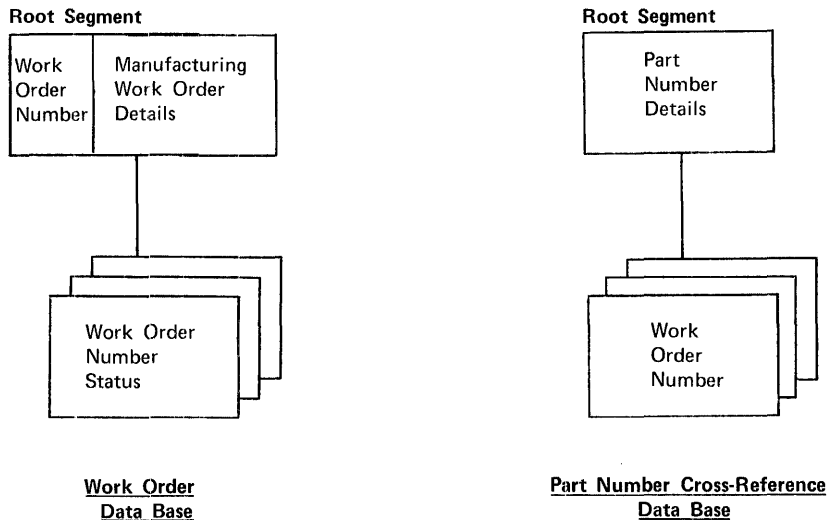 Root Segment
Work
Order
Number
Manufacturing
Work Order
Details
Work Order
Number
Status
Work Order
Data Base
Root Segment
Part
Number
Details
Work
Order
Number
Part Number Cross-Reference
Data Base